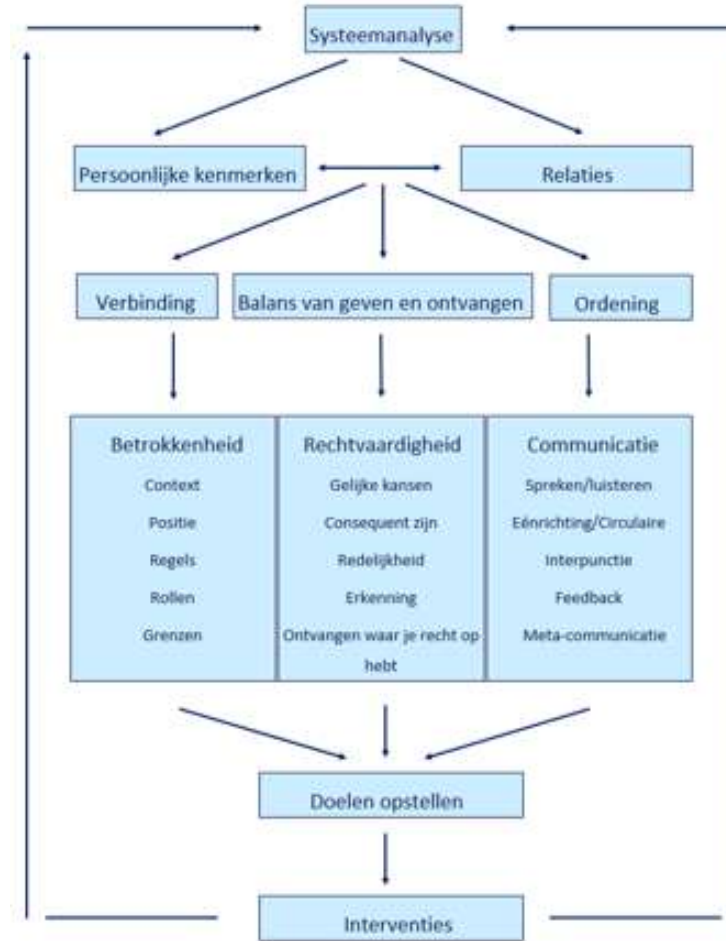 Systeemanalyse
Persoonlijke kenmerken
Relaties
Verbinding
Balans van geven en ontvangen
Ordening
Betrokkenheid
Context
Positie
Regels
Rollen
Grenzen
Rechtvaardigheid
Gelijke kansen
Consequent zijn
Redelijkheid
Erkenning
Ontvangen waar je recht op
hebt
Communicatie
Spreken/luisteren
Eénrichting/Circulaire
Interpunctie
Feedback
Meta-communicatie
Doelen opstellen
Interventies